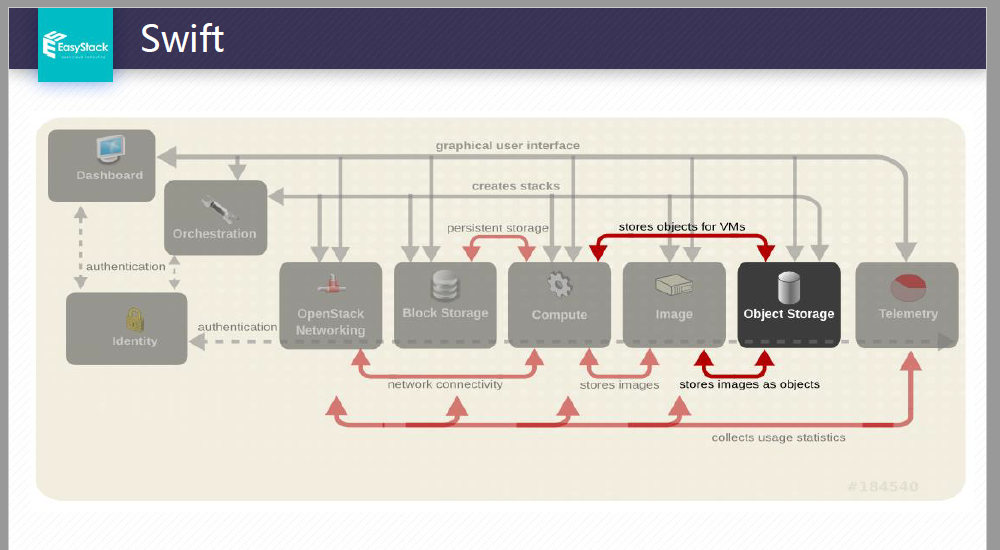 EasyStack
Swift
graphical user interface
Dashboard
creates stacks
Orchestration
persistent storage
stores objects for VMs
authentication
OpenStack
Networking
Block Storage
Compute
Image
Object Storage
Telemetry
Identity
authentication
network connectivity
stores images
stores images as objects
collects usage statistics
#184540